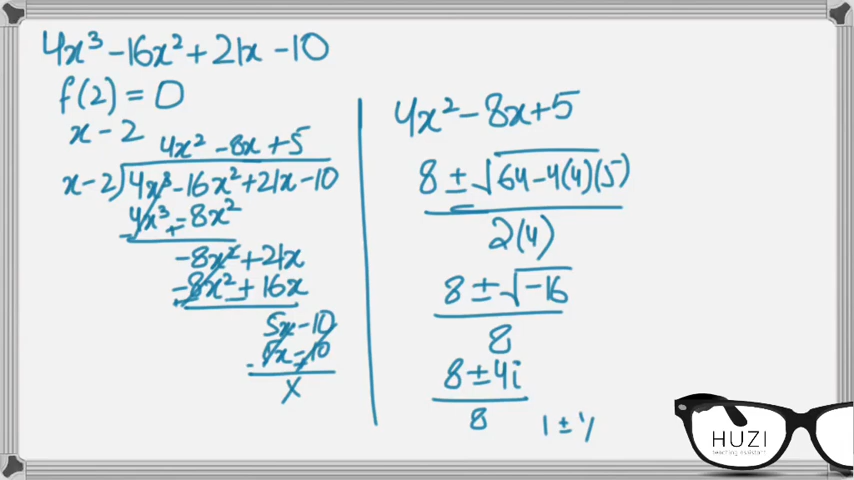 4x³ - 16x² + 21x - 10
f(2) = 0
x - 2
4x² - 8x + 5
x-2) 4x³ - 16x² + 21x - 10
4x³ - 8x²
-8x² + 21x
-8x² + 16x
5x - 10
5x - 10
x
4x² - 8x + 5
8 ± √64 - 4(4)(5)
2(4)
8 ± √-16
8
8 ± 4i
8
1 ±
HUZI
teaching assistant